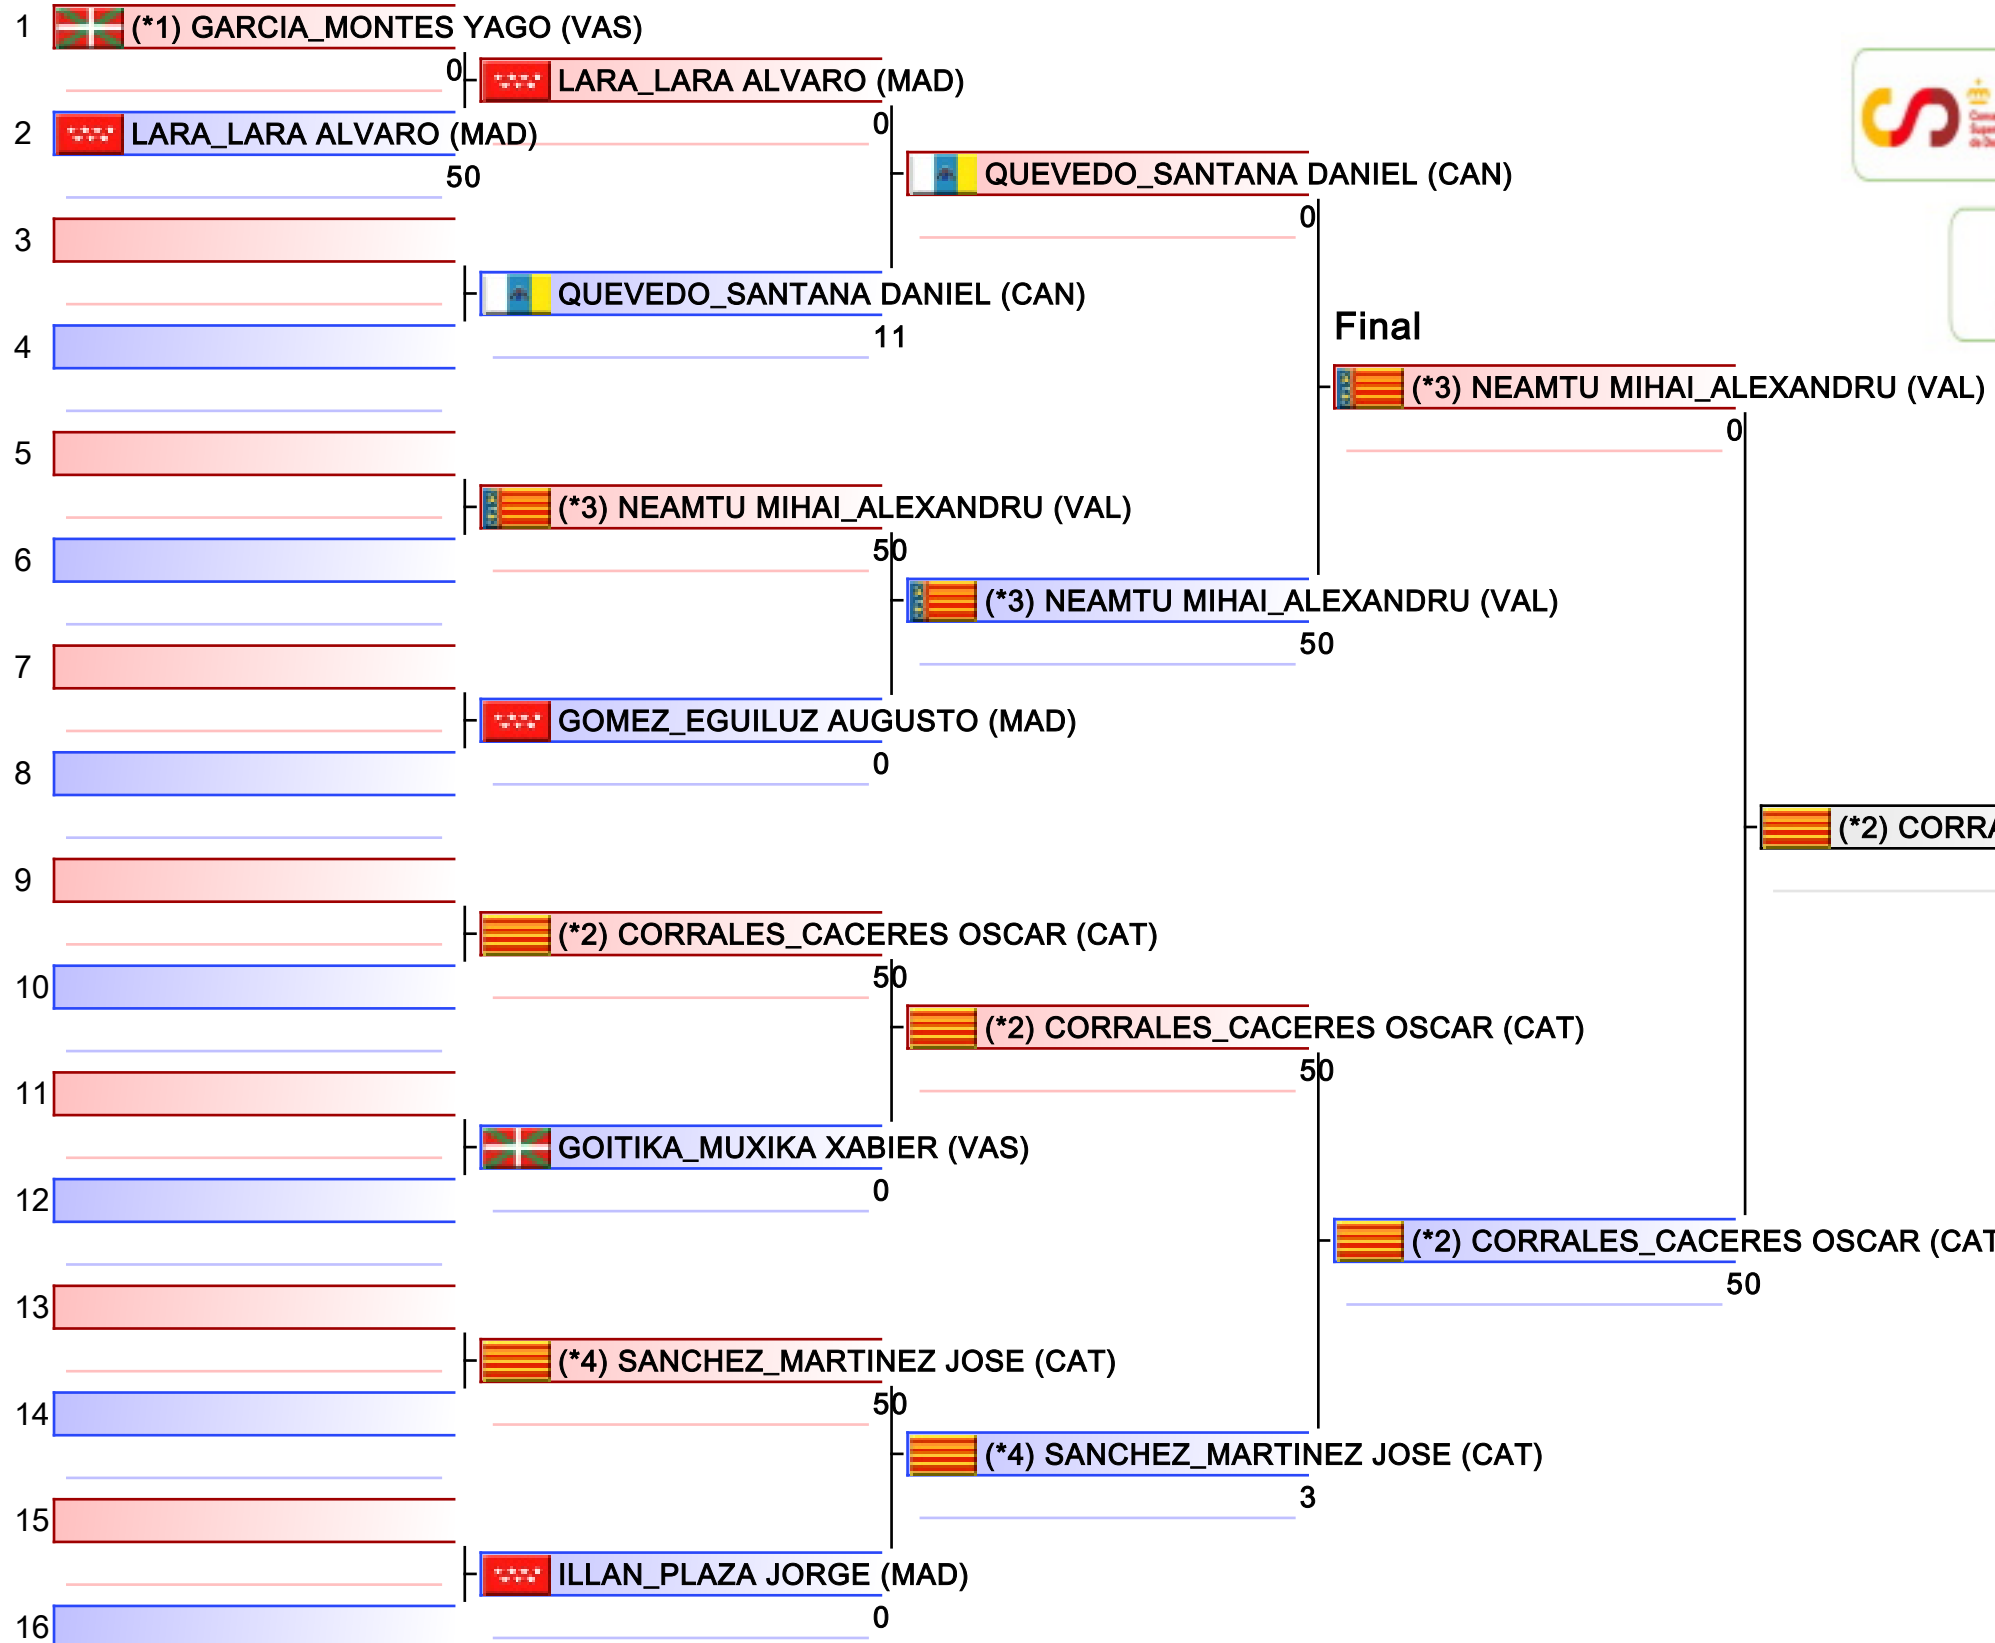 1 (*1) GARCIA_MONTES YAGO (VAS)
0
LARA_LARA ALVARO (MAD)
0
2 LARA_LARA ALVARO (MAD)
50
QUEVEDO_SANTANA DANIEL (CAN)
0
3
QUEVEDO_SANTANA DANIEL (CAN)
11
4
Final
(*3) NEAMTU MIHAI_ALEXANDRU (VAL)
0
5
(*3) NEAMTU MIHAI_ALEXANDRU (VAL)
50
6
(*3) NEAMTU MIHAI_ALEXANDRU (VAL)
50
7
GOMEZ_EGUILUZ AUGUSTO (MAD)
0
8
(*2) CORRA
9
(*2) CORRALES_CACERES OSCAR (CAT)
50
10
(*2) CORRALES_CACERES OSCAR (CAT)
50
11
GOITIKA_MUXIKA XABIER (VAS)
0
12
(*2) CORRALES_CACERES OSCAR (CAT
50
13
(*4) SANCHEZ_MARTINEZ JOSE (CAT)
50
14
(*4) SANCHEZ_MARTINEZ JOSE (CAT)
3
15
ILLAN_PLAZA JORGE (MAD)
0
16